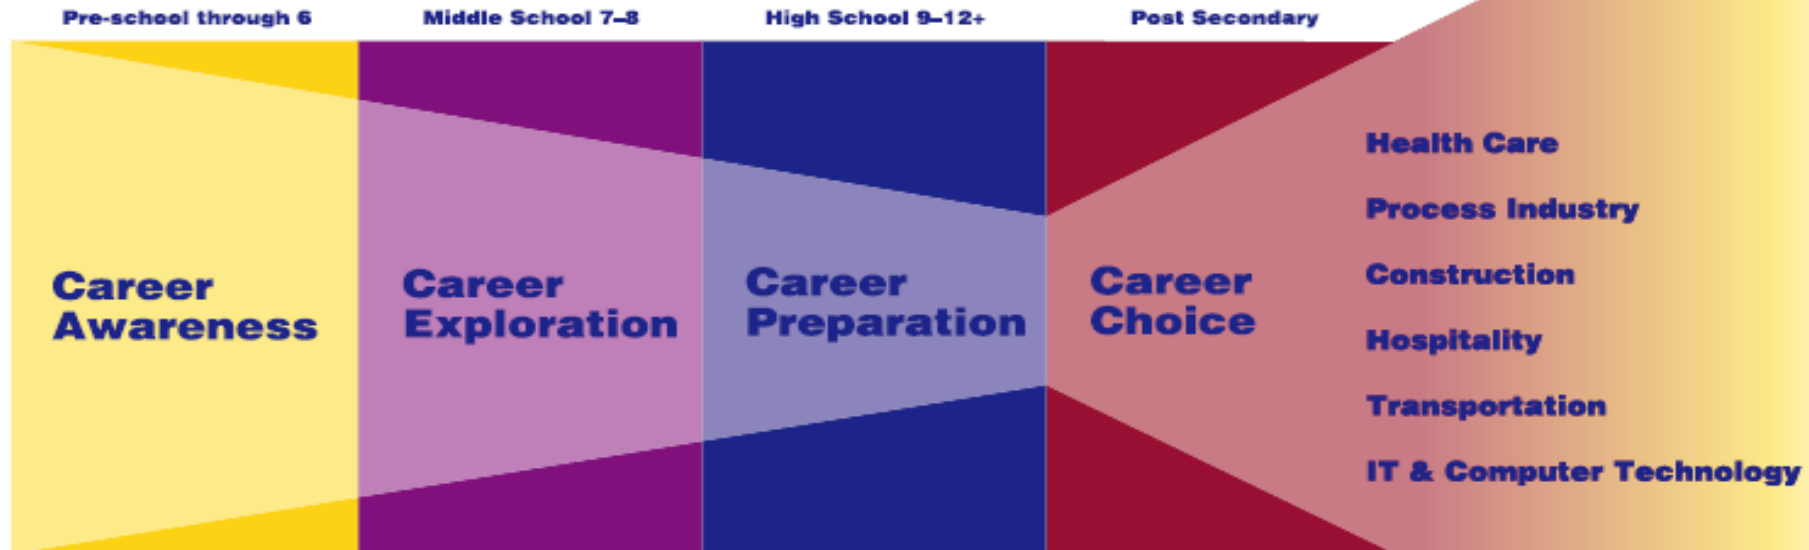 Pre-school through 6
Middle School 7–8
High School 9–12+
Post Secondary
Career
Awareness
Career
Exploration
Career
Preparation
Career
Choice
Health Care
Process Industry
Construction
Hospitality
Transportation
IT & Computer Technology